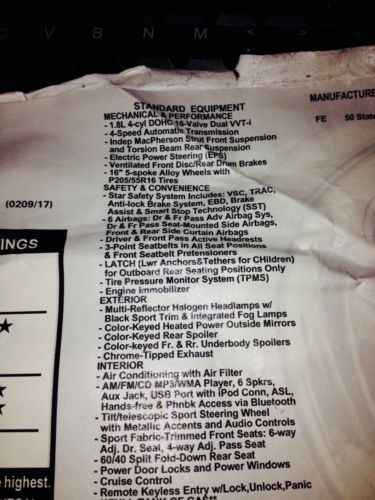 C V B N M < >
STANDARD EQUIPMENT
MANUFACTURE
MECHANICAL & PERFORMANCE
- 1.8L 4-cyl DOHC 16-Valve Dual VVT-i
FE 50 State
- 4-Speed Automatic Transmission
- Indep MacPherson Strut Front Suspension
and Torsion Beam Rear Suspension
- Electric Power Steering (EPS)
- Ventilated Front Disc/Rear Drum Brakes
- 16" 5-spoke Alloy Wheels with
P205/55R16 Tires
SAFETY & CONVENIENCE
- Star Safety System Includes: VSC, TRAC,
(0209/17)
Anti-lock Brake System, EBD, Brake
Assist & Smart Stop Technology (SST)
- 6 Airbags: Dr & Fr Pass Adv Airbag Sys,
Dr & Fr Pass Seat-Mounted Side Airbags,
Front & Rear Side Curtain Airbags
- Driver & Front Pass Active Headrests
INGS
- 3-Point Seatbelts in All Seat Positions
& Front Seatbelt Pretensioners
- LATCH (Lwr Anchors&Tethers for CHildren)
for Outboard Rear Seating Positions Only
- Tire Pressure Monitor System (TPMS)
- Engine Immobilizer
EXTERIOR
- Multi-Reflector Halogen Headlamps w/
Black Sport Trim & Integrated Fog Lamps
- Color-Keyed Heated Power Outside Mirrors
- Color-Keyed Rear Spoiler
- Color-keyed Fr. & Rr. Underbody Spoilers
- Chrome-Tipped Exhaust
INTERIOR
- Air Conditioning with Air Filter
- AM/FM/CD MP3/WMA Player, 6 Spkrs,
Aux Jack, USB Port with iPod Conn, ASL,
Hands-free & Phnbk Access via Bluetooth
- Tilt/telescopic Sport Steering Wheel
with Metallic Accents and Audio Controls
- Sport Fabric-Trimmed Front Seats: 6-way
Adj. Dr. Seat, 4-way Adj. Pass Seat
- 60/40 Split Fold-Down Rear Seat
highest.
- Power Door Locks and Power Windows
- Cruise Control
- Remote Keyless Entry w/Lock,Unlock,Panic